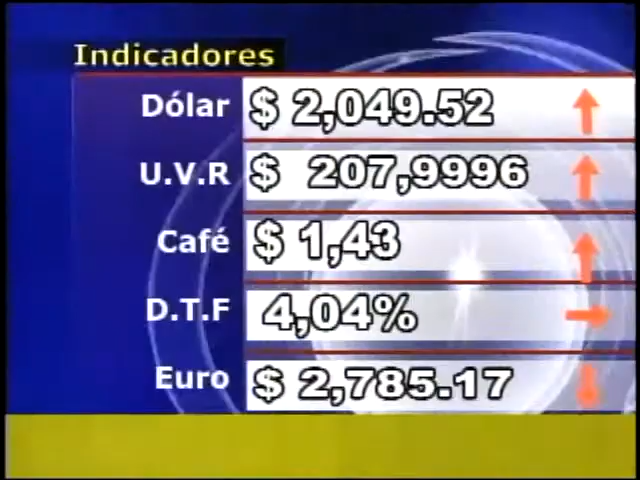 Indicadores
Dólar $ 2,049.52
U.V.R $ 207,9996
Café $ 1,43
D.T.F 4,04%
Euro $ 2,785.17